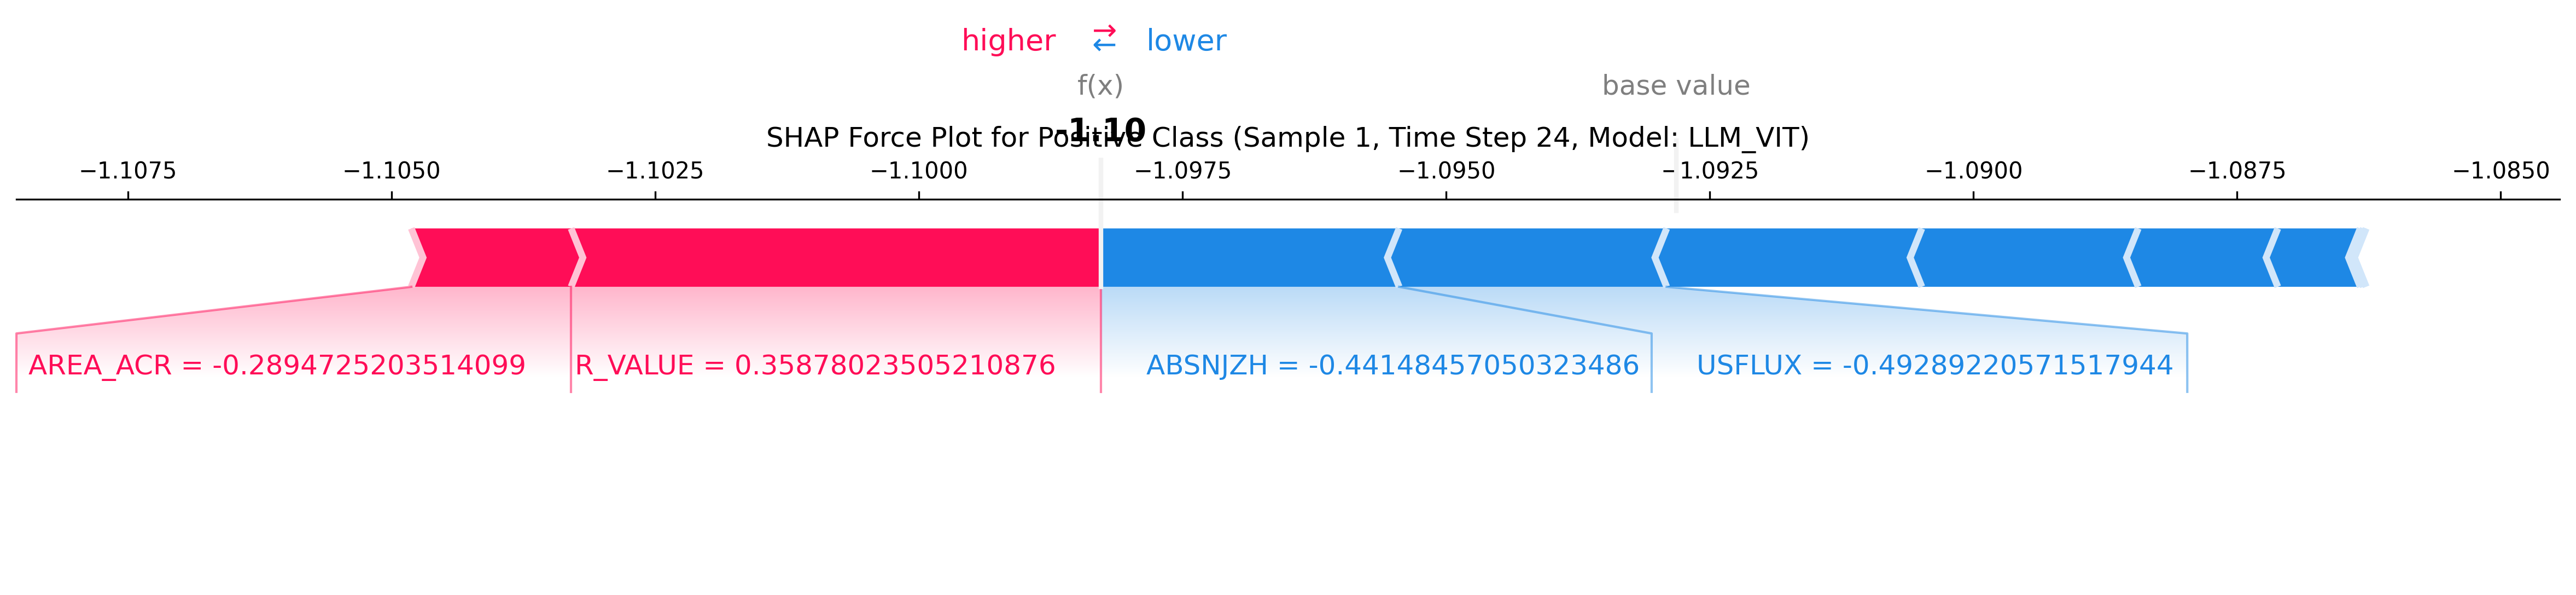 higher ⇄ lower
f(x) base value
-1.10
SHAP Force Plot for Positive Class (Sample 1, Time Step 24, Model: LLM_VIT)
−1.1075 −1.1050 −1.1025 −1.1000 −1.0975 −1.0950 −1.0925 −1.0900 −1.0875 −1.0850
AREA_ACR = -0.2894725203514099 R_VALUE = 0.35878023505210876 ABSNJZH = -0.44148457050323486 USFLUX = -0.49289220571517944